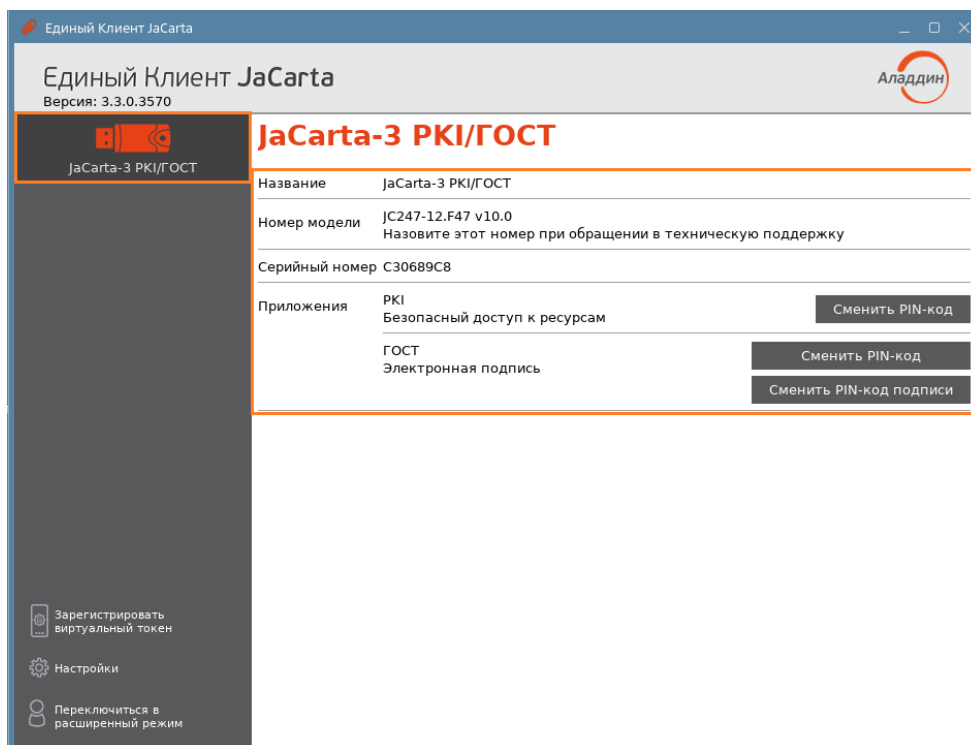 Единый Клиент JaCarta
Единый Клиент JaCarta
Версия: 3.3.0.3570
Аладдин
JaCarta-3 PKI/ГОСТ
JaCarta-3 PKI/ГОСТ
Название JaCarta-3 PKI/ГОСТ
Номер модели JC247-12.F47 v10.0
Назовите этот номер при обращении в техническую поддержку
Серийный номер C30689C8
Приложения PKI
Безопасный доступ к ресурсам
Сменить PIN-код
ГОСТ
Электронная подпись
Сменить PIN-код
Сменить PIN-код подписи
Зарегистрировать
виртуальный токен
Настройки
Переключиться в
расширенный режим